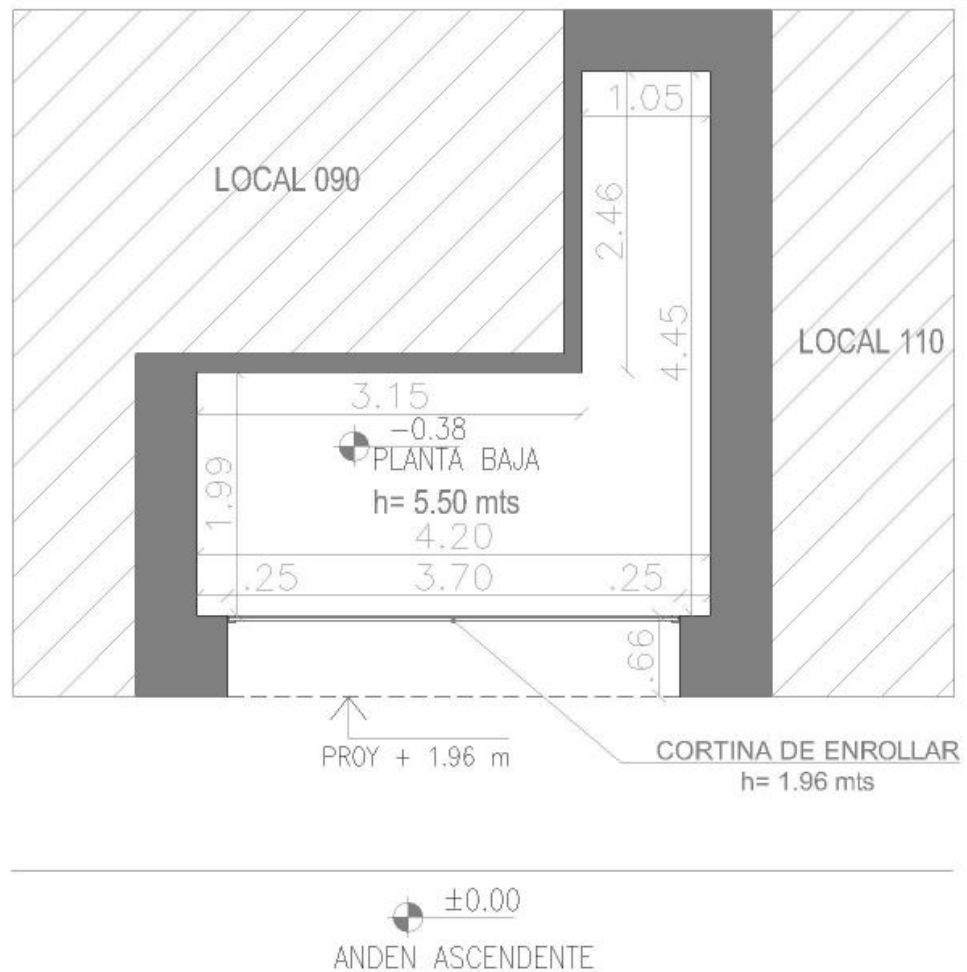 1.05
LOCAL 090
2.46
4.45
LOCAL 110
3.15
-0.38
PLANTA BAJA
1.99
h= 5.50 mts
4.20
.25
3.70
.25
.66
PROY + 1.96 m
CORTINA DE ENROLLAR
h= 1.96 mts
±0.00
ANDEN ASCENDENTE